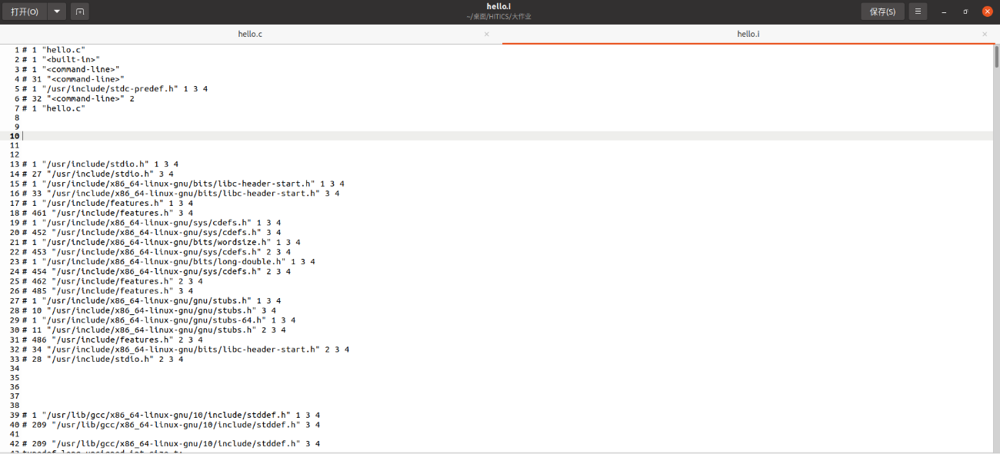 打开(O)
hello.i
~/桌面/HITICS/大作业
保存(S)
hello.c
hello.i
1 # 1 "hello.c"
2 # 1 "<built-in>"
3 # 1 "<command-line>"
4 # 31 "<command-line>"
5 # 1 "/usr/include/stdc-predef.h" 1 3 4
6 # 32 "<command-line>" 2
7 # 1 "hello.c"
8
9
10
11
12
13 # 1 "/usr/include/stdio.h" 1 3 4
14 # 27 "/usr/include/stdio.h" 3 4
15 # 1 "/usr/include/x86_64-linux-gnu/bits/libc-header-start.h" 1 3 4
16 # 33 "/usr/include/x86_64-linux-gnu/bits/libc-header-start.h" 3 4
17 # 1 "/usr/include/features.h" 1 3 4
18 # 461 "/usr/include/features.h" 3 4
19 # 1 "/usr/include/x86_64-linux-gnu/sys/cdefs.h" 1 3 4
20 # 452 "/usr/include/x86_64-linux-gnu/sys/cdefs.h" 3 4
21 # 1 "/usr/include/x86_64-linux-gnu/bits/wordsize.h" 1 3 4
22 # 453 "/usr/include/x86_64-linux-gnu/sys/cdefs.h" 2 3 4
23 # 1 "/usr/include/x86_64-linux-gnu/bits/long-double.h" 1 3 4
24 # 454 "/usr/include/x86_64-linux-gnu/sys/cdefs.h" 2 3 4
25 # 462 "/usr/include/features.h" 2 3 4
26 # 485 "/usr/include/features.h" 3 4
27 # 1 "/usr/include/x86_64-linux-gnu/gnu/stubs.h" 1 3 4
28 # 10 "/usr/include/x86_64-linux-gnu/gnu/stubs.h" 3 4
29 # 1 "/usr/include/x86_64-linux-gnu/gnu/stubs-64.h" 1 3 4
30 # 11 "/usr/include/x86_64-linux-gnu/gnu/stubs.h" 2 3 4
31 # 486 "/usr/include/features.h" 2 3 4
32 # 34 "/usr/include/x86_64-linux-gnu/bits/libc-header-start.h" 2 3 4
33 # 28 "/usr/include/stdio.h" 2 3 4
34
35
36
37
38
39 # 1 "/usr/lib/gcc/x86_64-linux-gnu/10/include/stddef.h" 1 3 4
40 # 209 "/usr/lib/gcc/x86_64-linux-gnu/10/include/stddef.h" 3 4
41
42 # 209 "/usr/lib/gcc/x86_64-linux-gnu/10/include/stddef.h" 3 4